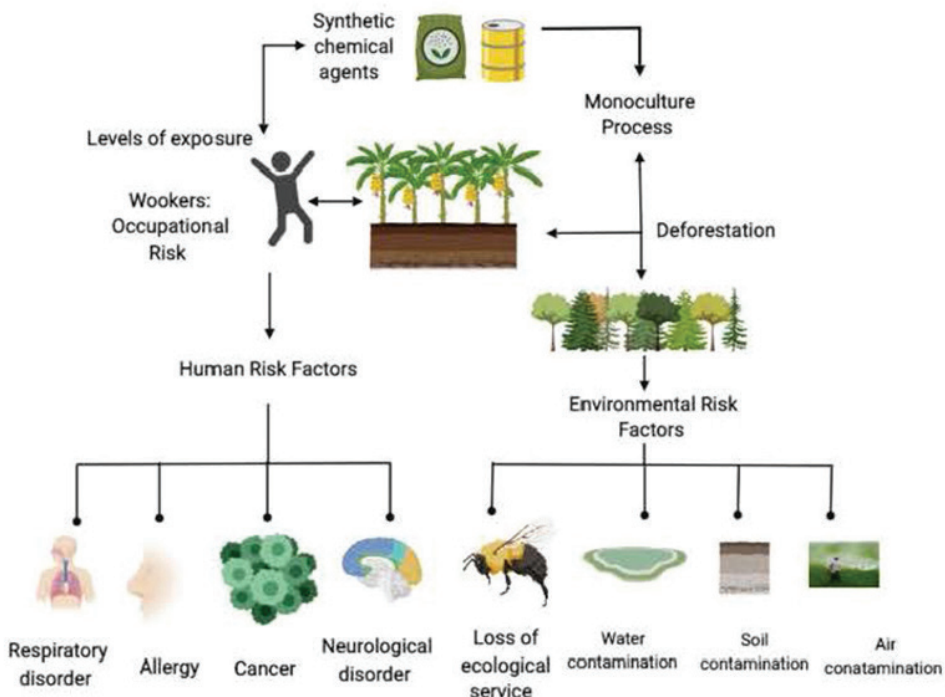 Synthetic
chemical
agents
Monoculture
Process
Levels of exposure
Wookers:
Occupational
Risk
Deforestation
Human Risk Factors
Environmental Risk
Factors
Respiratory
disorder
Allergy
Cancer
Neurological
disorder
Loss of
ecological
service
Water
contamination
Soil
contamination
Air
conatamination